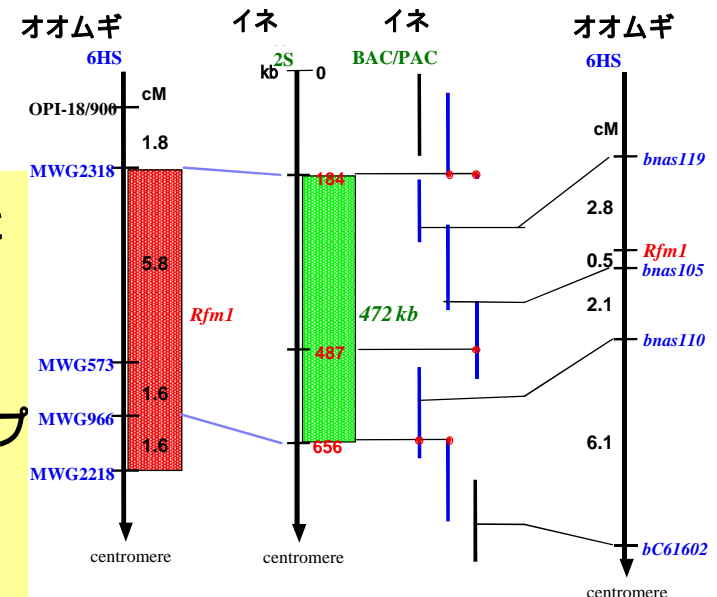 オオムギ
6HS
cM
OPI-18/900
1.8
MWG2318
5.8
Rfm1
MWG573
1.6
MWG966
1.6
MWG2218
centromere
イネ
2S
kb
0
184
472 kb
487
656
centromere
イネ
BAC/PAC
オオムギ
6HS
cM
bnas119
2.8
Rfm1
0.5
bnas105
2.1
bnas110
6.1
bC61602
centromere
プ